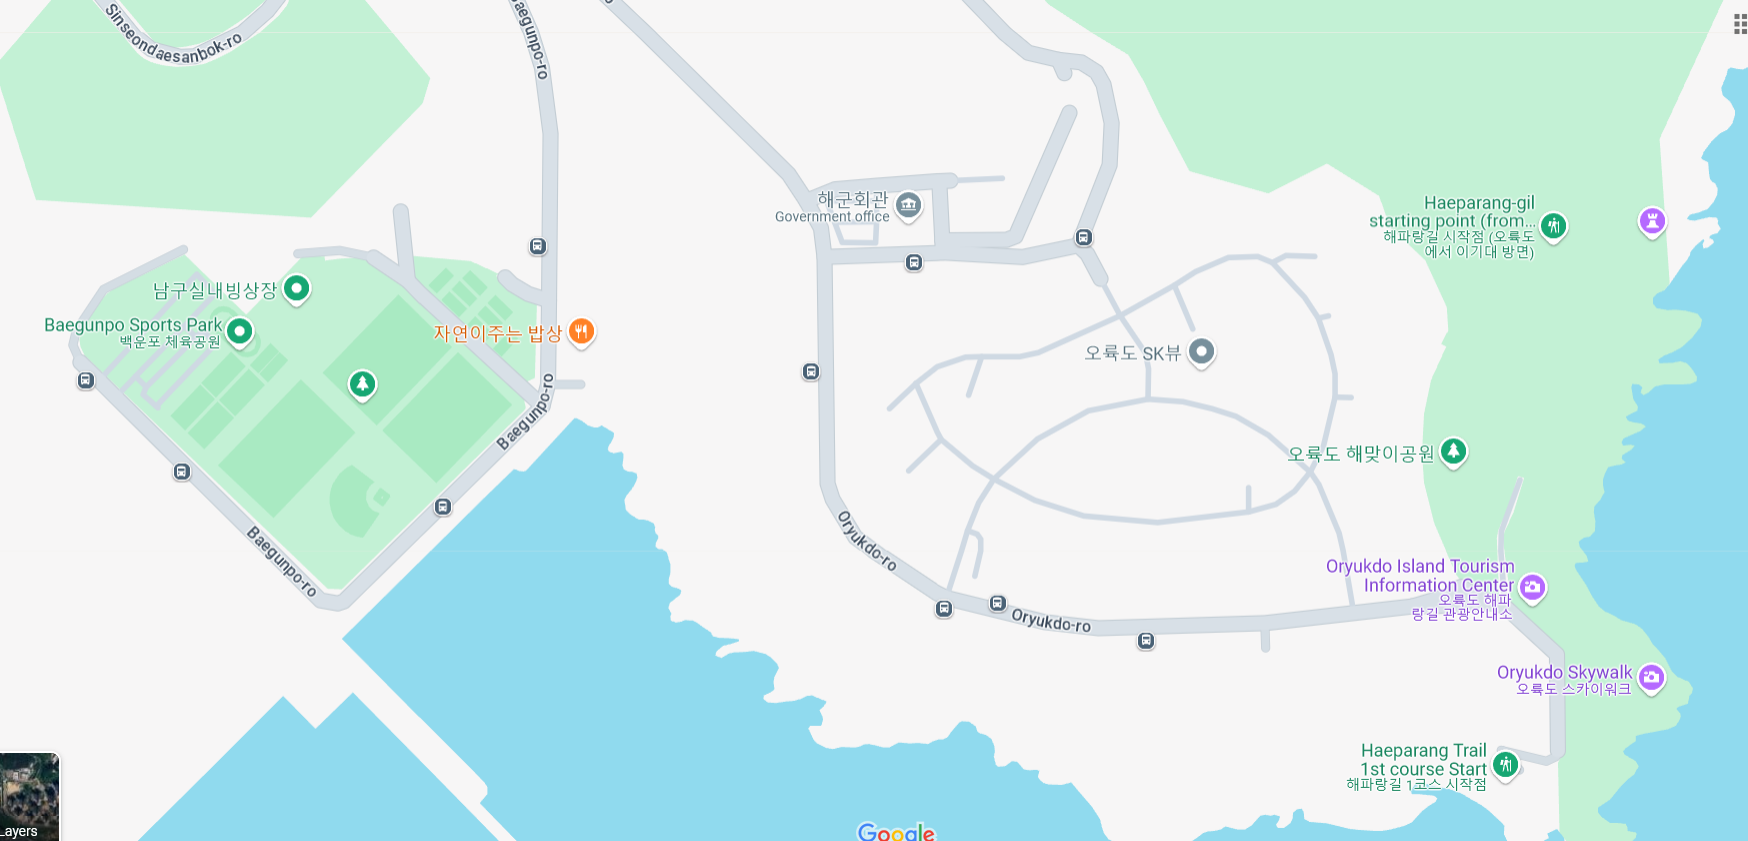 Sinseondaesanbok-ro
Baegunpo-ro
해군회관
Government office
Haeparang-gil
starting point (from...
해파랑길 시작점 (오륙도
에서 이기대 방면)
남구실내빙상장
Baegunpo Sports Park
백운포 체육공원
자연이주는 밥상
오륙도 SK뷰
Baegunpo-ro
오륙도 해맞이공원
Oryukdo-ro
Baegunpo-ro
Oryukdo Island Tourism
Information Center
오륙도 해파
랑길 관광안내소
Oryukdo-ro
Oryukdo Skywalk
오륙도 스카이워크
Haeparang Trail
1st course Start
해파랑길 1코스 시작점
Layers
Google